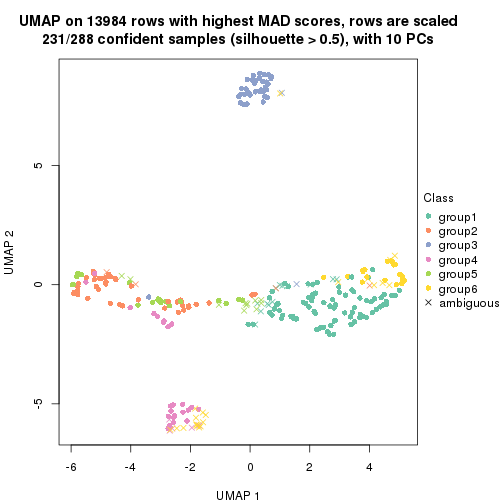 UMAP on 13984 rows with highest MAD scores, rows are scaled
231/288 confident samples (silhouette > 0.5), with 10 PCs
5
0
-5
UMAP 2
-6
-4
-2
0
2
4
UMAP 1
Class
group1
group2
group3
group4
group5
group6
ambiguous